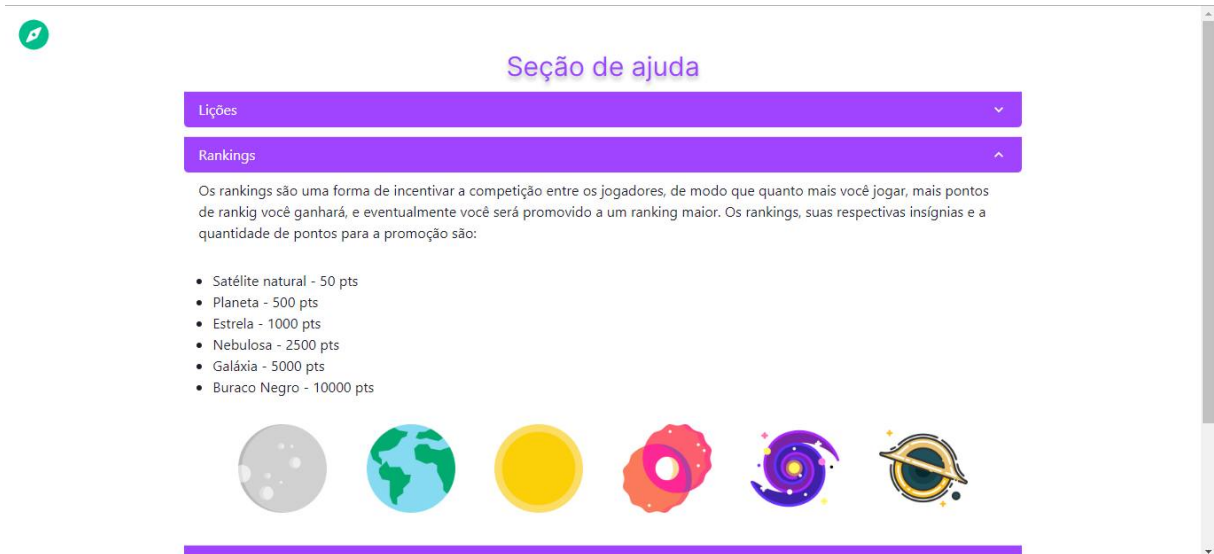 Seção de ajuda
Lições
Rankings
Os rankings são uma forma de incentivar a competição entre os jogadores, de modo que quanto mais você jogar, mais pontos
de rankig você ganhará, e eventualmente você será promovido a um ranking maior. Os rankings, suas respectivas insígnias e a
quantidade de pontos para a promoção são:
• Satélite natural - 50 pts
• Planeta - 500 pts
• Estrela - 1000 pts
• Nebulosa - 2500 pts
• Galáxia - 5000 pts
• Buraco Negro - 10000 pts